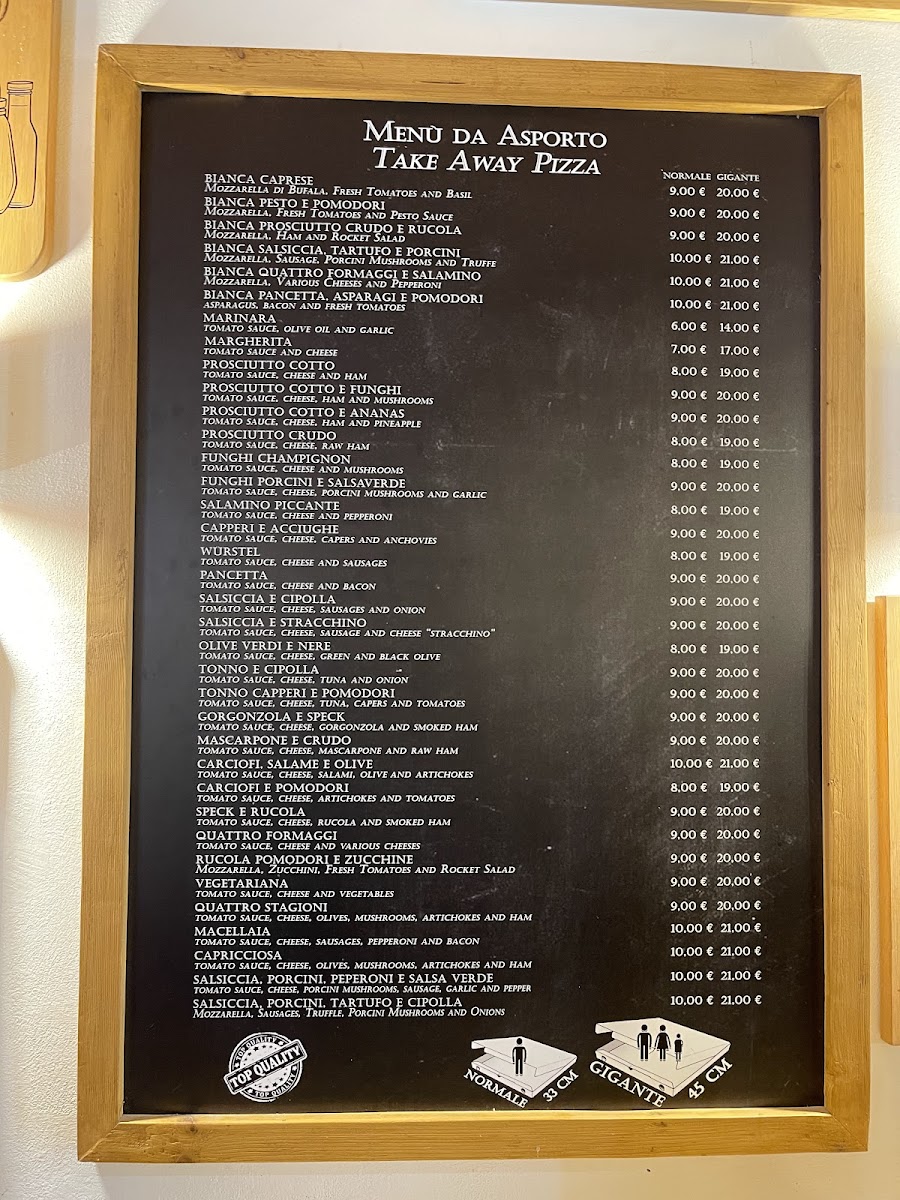 Menù da Asporto
Take Away Pizza
NORMALE GIGANTE
BIANCA CAPRESE 9,00 € 20,00 €
Mozzarella di Bufala, Fresh Tomatoes and Basil
BIANCA PESTO E POMODORI 9,00 € 20,00 €
Mozzarella, Fresh Tomatoes and Pesto Sauce
BIANCA PROSCIUTTO CRUDO E RUCOLA 9,00 € 20,00 €
Mozzarella, Ham and Rocket Salad
BIANCA SALSICCIA, TARTUFO E PORCINI 10,00 € 21,00 €
Mozzarella, Sausage, Porcini Mushrooms and Truffe
BIANCA QUATTRO FORMAGGI E SALAMINO 10,00 € 21,00 €
Mozzarella, Various Cheeses and Pepperoni
BIANCA PANCETTA, ASPARAGI E POMODORI 10,00 € 21,00 €
ASPARAGUS, BACON AND FRESH TOMATOES
MARINARA 6,00 € 14,00 €
TOMATO SAUCE, OLIVE OIL AND GARLIC
MARGHERITA 7,00 € 17,00 €
TOMATO SAUCE AND CHEESE
PROSCIUTTO COTTO 8,00 € 19,00 €
TOMATO SAUCE, CHEESE AND HAM
PROSCIUTTO COTTO E FUNGHI 9,00 € 20,00 €
TOMATO SAUCE, CHEESE, HAM AND MUSHROOMS
PROSCIUTTO COTTO E ANANAS 9,00 € 20,00 €
TOMATO SAUCE, CHEESE, HAM AND PINEAPPLE
PROSCIUTTO CRUDO 8,00 € 19,00 €
TOMATO SAUCE, CHEESE, RAW HAM
FUNGHI CHAMPIGNON 8,00 € 19,00 €
TOMATO SAUCE, CHEESE AND MUSHROOMS
FUNGHI PORCINI E SALSAVERDE 9,00 € 20,00 €
TOMATO SAUCE, CHEESE, PORCINI MUSHROOMS AND GARLIC
SALAMINO PICCANTE 8,00 € 19,00 €
TOMATO SAUCE, CHEESE AND PEPPERONI
CAPPERI E ACCIUGHE 9,00 € 20,00 €
TOMATO SAUCE, CHEESE, CAPERS AND ANCHOVIES
WÜRSTEL 8,00 € 19,00 €
TOMATO SAUCE, CHEESE AND SAUSAGES
PANCETTA 9,00 € 20,00 €
TOMATO SAUCE, CHEESE AND BACON
SALSICCIA E CIPOLLA 9,00 € 20,00 €
TOMATO SAUCE, CHEESE, SAUSAGES AND ONION
SALSICCIA E STRACCHINO 9,00 € 20,00 €
TOMATO SAUCE, CHEESE, SAUSAGE AND CHEESE "STRACCHINO"
OLIVE VERDI E NERE 8,00 € 19,00 €
TOMATO SAUCE, CHEESE, GREEN AND BLACK OLIVE
TONNO E CIPOLLA 9,00 € 20,00 €
TOMATO SAUCE, CHEESE, TUNA AND ONION
TONNO CAPPERI E POMODORI 9,00 € 20,00 €
TOMATO SAUCE, CHEESE, TUNA, CAPERS AND TOMATOES
GORGONZOLA E SPECK 9,00 € 20,00 €
TOMATO SAUCE, CHEESE, GORGONZOLA AND SMOKED HAM
MASCARPONE E CRUDO 9,00 € 20,00 €
TOMATO SAUCE, CHEESE, MASCARPONE AND RAW HAM
CARCIOFI, SALAME E OLIVE 10,00 € 21,00 €
TOMATO SAUCE, CHEESE, SALAMI, OLIVE AND ARTICHOKES
CARCIOFI E POMODORI 8,00 € 19,00 €
TOMATO SAUCE, CHEESE, ARTICHOKES AND TOMATOES
SPECK E RUCOLA 9,00 € 20,00 €
TOMATO SAUCE, CHEESE, RUCOLA AND SMOKED HAM
QUATTRO FORMAGGI 9,00 € 20,00 €
TOMATO SAUCE, CHEESE AND VARIOUS CHEESES
RUCOLA POMODORI E ZUCCHINE 9,00 € 20,00 €
Mozzarella, Zucchini, Fresh Tomatoes and Rocket Salad
VEGETARIANA 9,00 € 20,00 €
TOMATO SAUCE, CHEESE AND VEGETABLES
QUATTRO STAGIONI 9,00 € 20,00 €
TOMATO SAUCE, CHEESE, OLIVES, MUSHROOMS, ARTICHOKES AND HAM
MACELLAIA 10,00 € 21,00 €
TOMATO SAUCE, CHEESE, SAUSAGES, PEPPERONI AND BACON
CAPRICCIOSA 10,00 € 21,00 €
TOMATO SAUCE, CHEESE, OLIVES, MUSHROOMS, ARTICHOKES AND HAM
SALSICCIA, PORCINI, PEPERONI E SALSA VERDE 10,00 € 21,00 €
TOMATO SAUCE, CHEESE, PORCINI MUSHROOMS, SAUSAGE, GARLIC AND PEPPER
SALSICCIA, PORCINI, TARTUFO E CIPOLLA 10,00 € 21,00 €
Mozzarella, Sausages, Truffle, Porcini Mushrooms and Onions
TOP QUALITY
TOP QUALITY
TOP QUALITY
NORMALE 33 CM
GIGANTE 45 CM